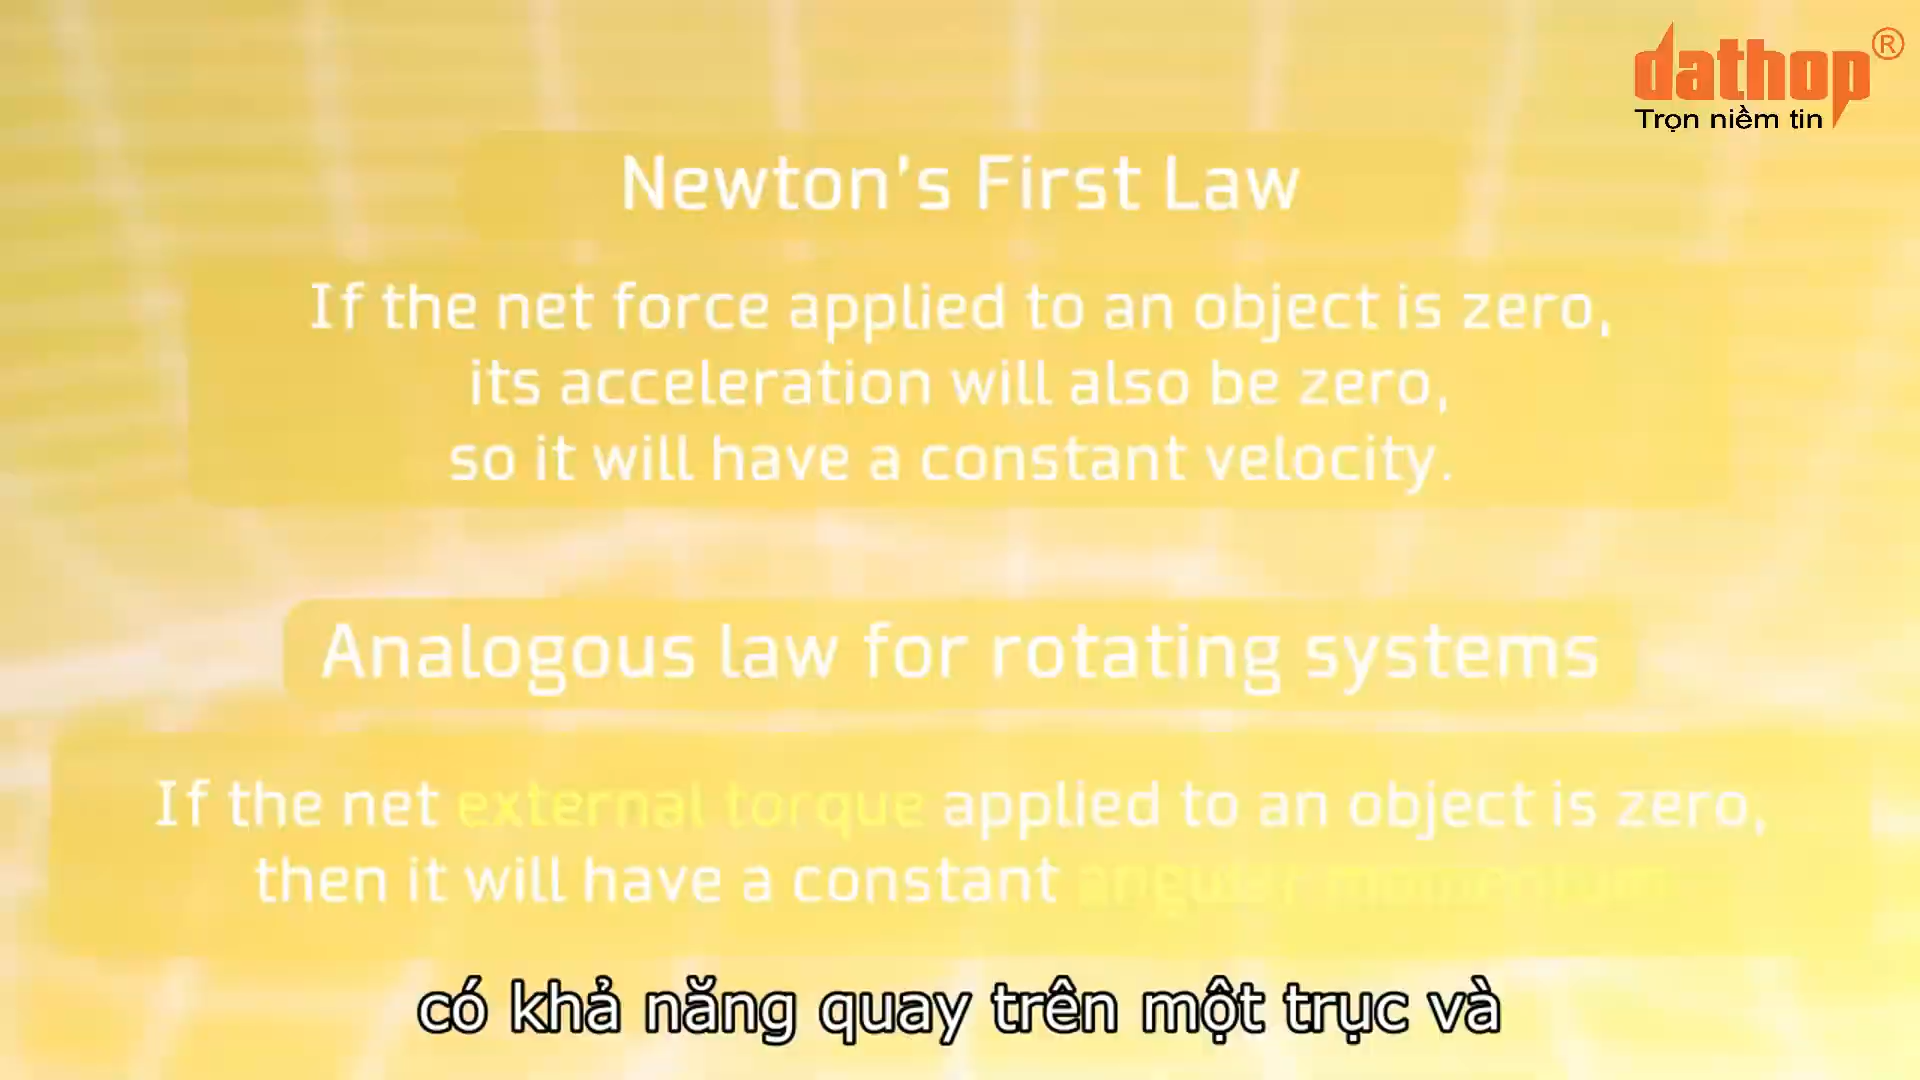 dathop®
Trọn niềm tin
Newton's First Law
If the net force applied to an object is zero,
its acceleration will also be zero,
so it will have a constant velocity.
Analogous law for rotating systems
If the net external torque applied to an object is zero,
then it will have a constant angular momentum
có khả năng quay trên một trục và